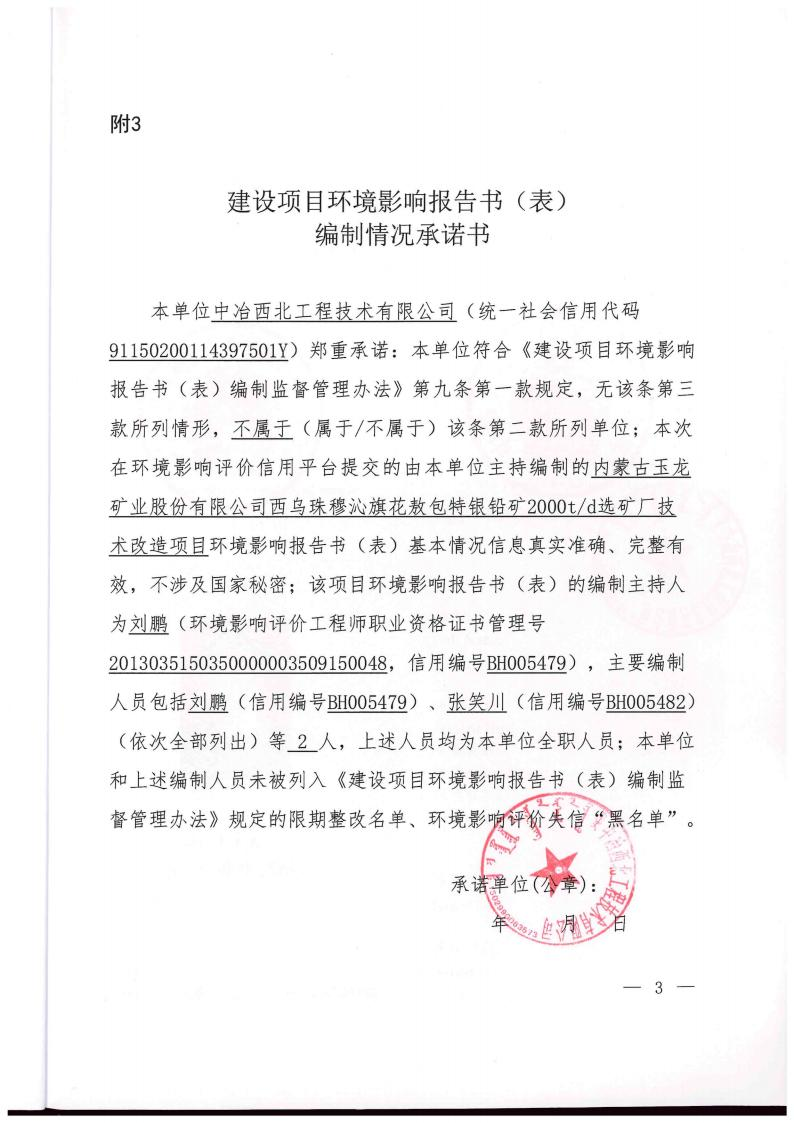 附3
建设项目环境影响报告书（表）
编制情况承诺书
本单位中冶西北工程技术有限公司（统一社会信用代码
91150200114397501Y）郑重承诺：本单位符合《建设项目环境影响
报告书（表）编制监督管理办法》第九条第一款规定，无该条第三
款所列情形，不属于（属于/不属于）该条第二款所列单位；本次
在环境影响评价信用平台提交的由本单位主持编制的内蒙古玉龙
矿业股份有限公司西乌珠穆沁旗花敖包特银铅矿2000t/d选矿厂技
术改造项目环境影响报告书（表）基本情况信息真实准确、完整有
效，不涉及国家秘密；该项目环境影响报告书（表）的编制主持人
为刘鹏（环境影响评价工程师职业资格证书管理号
2013035150350000003509150048，信用编号BH005479），主要编制
人员包括刘鹏（信用编号BH005479）、张笑川（信用编号BH005482）
（依次全部列出）等 2 人，上述人员均为本单位全职人员；本单位
和上述编制人员未被列入《建设项目环境影响报告书（表）编制监
督管理办法》规定的限期整改名单、环境影响评价失信“黑名单”。
承诺单位(公章)：
年 月 日
工程技术有限公司
— 3 —